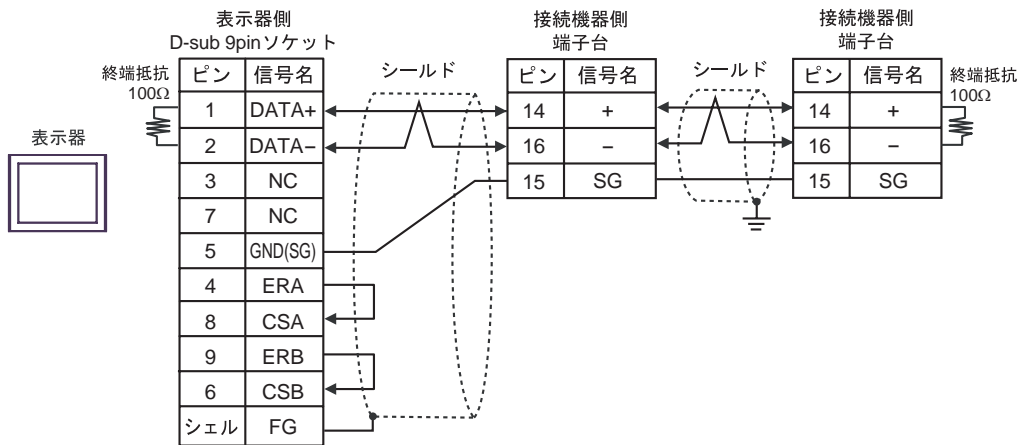 表示器側
D-sub 9pinソケット
接続機器側
端子台
接続機器側
端子台
終端抵抗
100Ω
シールド
シールド
終端抵抗
100Ω
表示器
ピン 信号名
1 DATA+
2 DATA−
3 NC
7 NC
5 GND(SG)
4 ERA
8 CSA
9 ERB
6 CSB
シェル FG
ピン 信号名
14 +
16 −
15 SG
ピン 信号名
14 +
16 −
15 SG